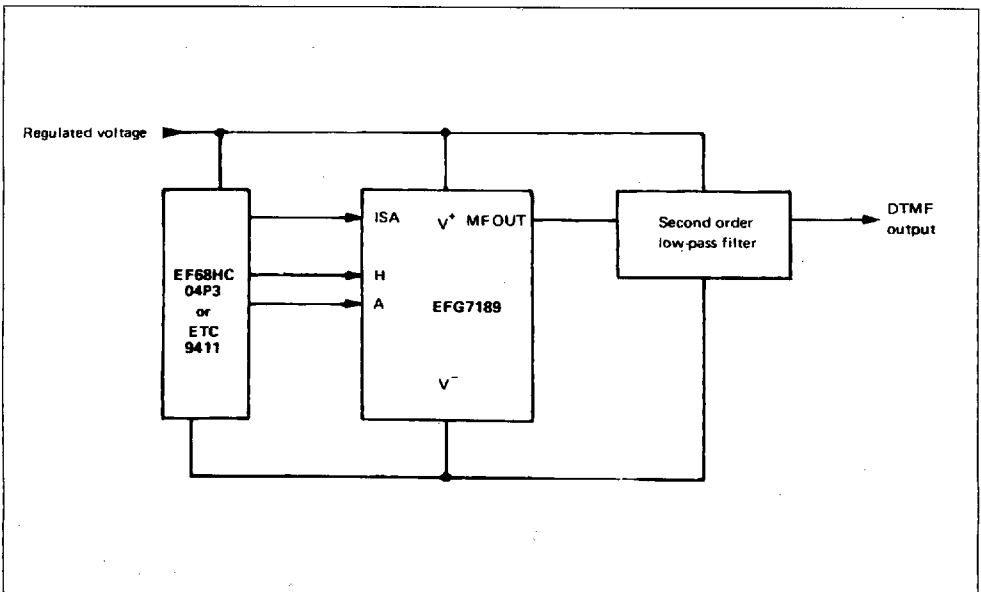 Regulated voltage
EF68HC
04P3
or
ETC
9411
ISA
H
A
V+
MFOUT
EFG7189
V−
Second order
low-pass filter
DTMF
output